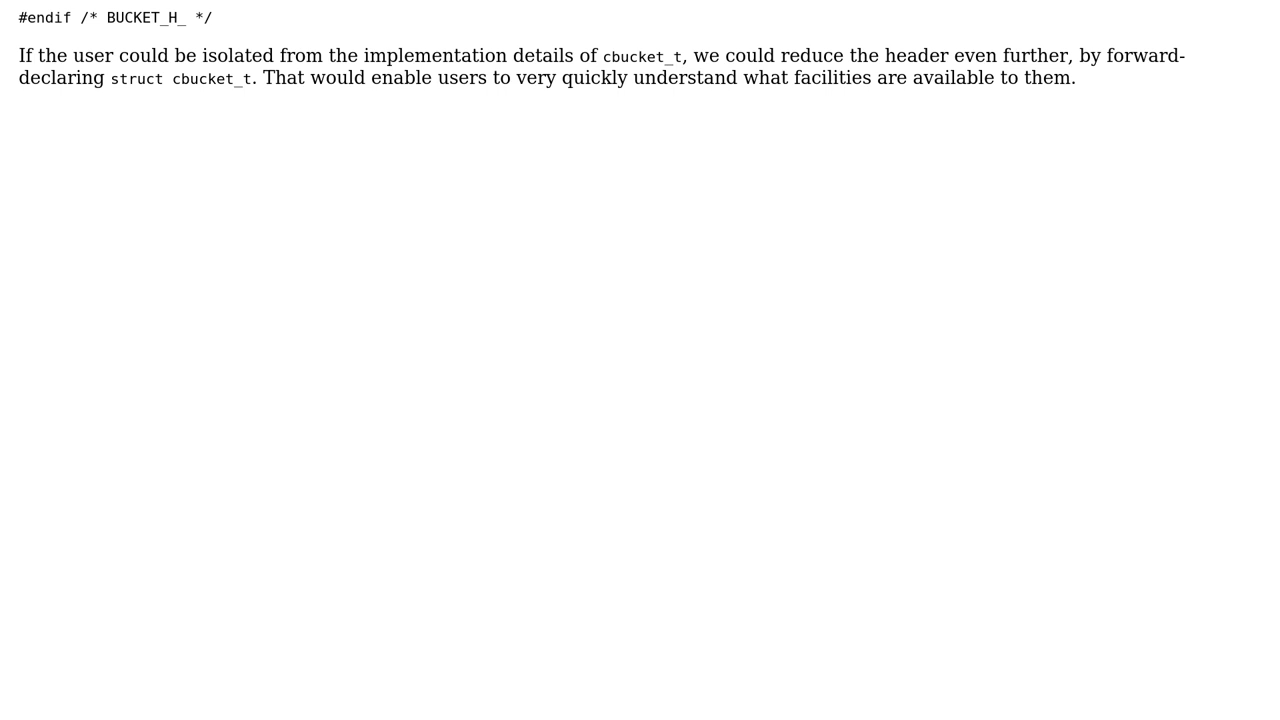 #endif /* BUCKET_H_ */
If the user could be isolated from the implementation details of cbucket_t, we could reduce the header even further, by forward-
declaring struct cbucket_t. That would enable users to very quickly understand what facilities are available to them.